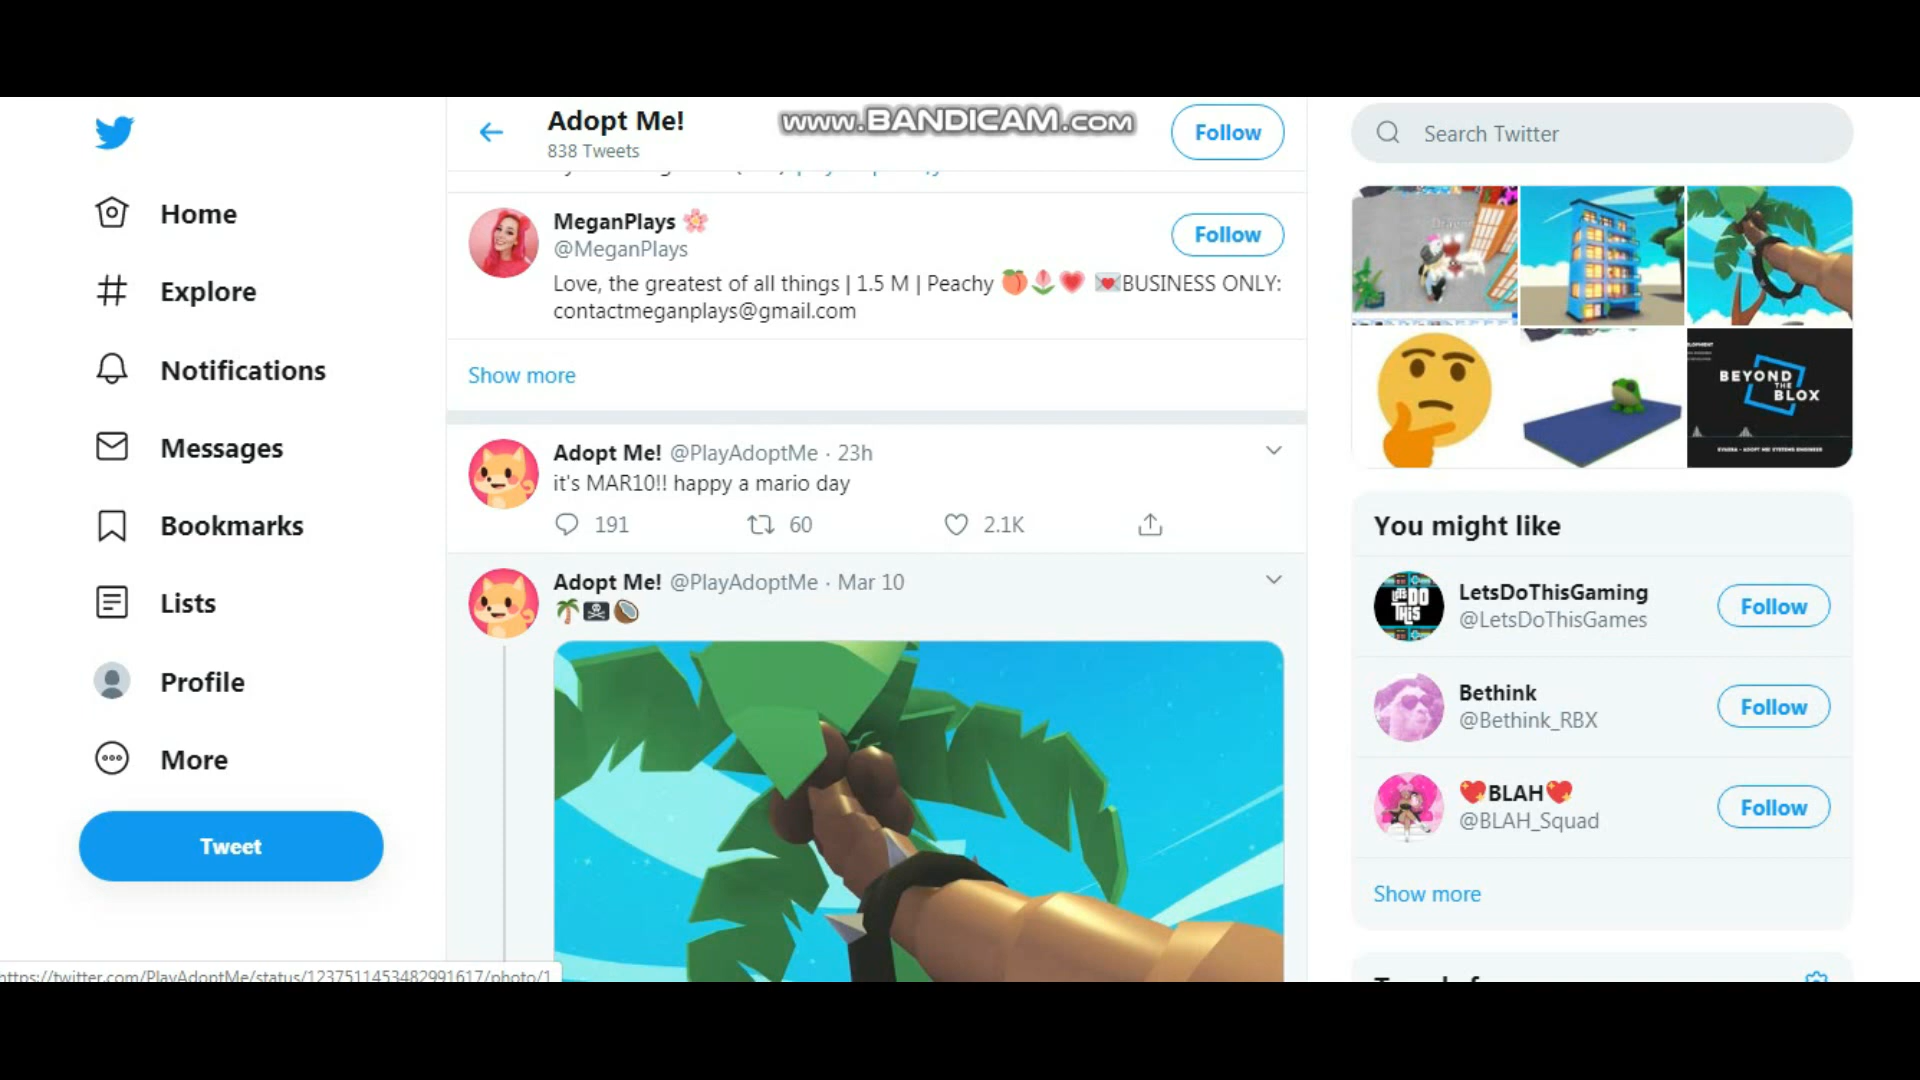 www.BANDICAM.com
Adopt Me!
838 Tweets
Follow
Home
Explore
Notifications
Messages
Bookmarks
Lists
Profile
More
Tweet
MeganPlays 🌸
@MeganPlays
Follow
Love, the greatest of all things | 1.5 M | Peachy 🍑🌷💗 💌BUSINESS ONLY:
contactmeganplays@gmail.com
Show more
Adopt Me! @PlayAdoptMe · 23h
it's MAR10!! happy a mario day
191 60 2.1K
Adopt Me! @PlayAdoptMe · Mar 10
🌴🏴‍☠️🥥
https://twitter.com/PlayAdoptMe/status/1237511453482991617/photo/1
Search Twitter
BEYOND
THE
BLOX
You might like
LETS
DO
THIS
LetsDoThisGaming
@LetsDoThisGames
Follow
Bethink
@Bethink_RBX
Follow
💖BLAH💖
@BLAH_Squad
Follow
Show more